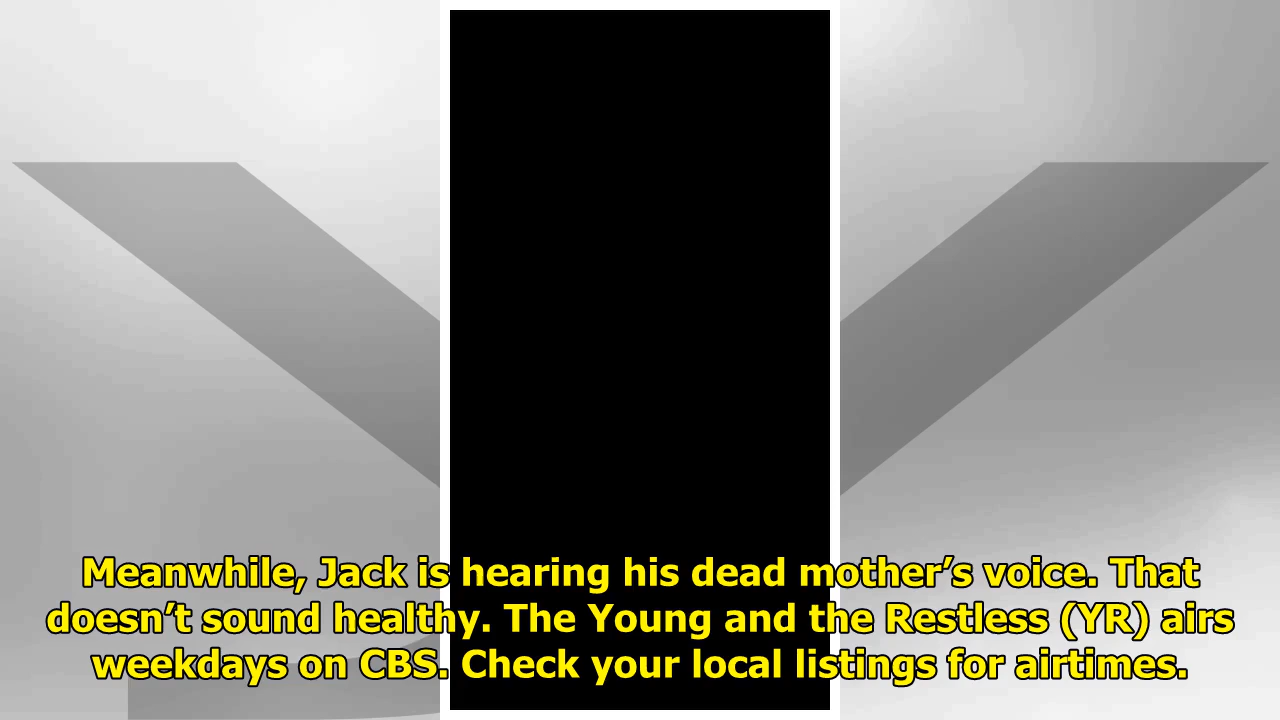 Meanwhile, Jack is hearing his dead mother’s voice. That
doesn’t sound healthy. The Young and the Restless (YR) airs
weekdays on CBS. Check your local listings for airtimes.